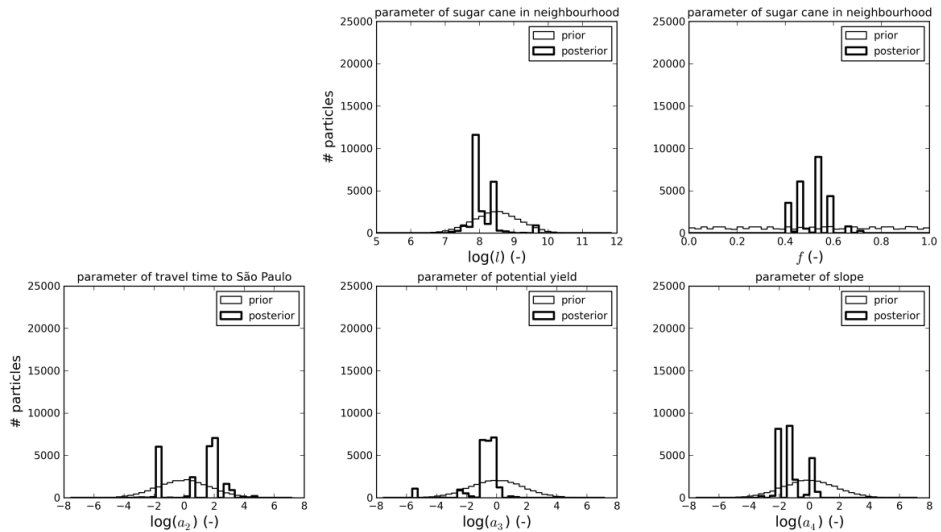 parameter of sugar cane in neighbourhood
25000
20000
15000
10000
5000
0
# particles
prior
posterior
5 6 7 8 9 10 11 12
log(l) (-)
parameter of sugar cane in neighbourhood
25000
20000
15000
10000
5000
0
prior
posterior
0.0 0.2 0.4 0.6 0.8 1.0
f (-)
parameter of travel time to São Paulo
25000
20000
15000
10000
5000
0
# particles
prior
posterior
−8 −6 −4 −2 0 2 4 6 8
log(a₂) (-)
parameter of potential yield
25000
20000
15000
10000
5000
0
prior
posterior
−8 −6 −4 −2 0 2 4 6 8
log(a₃) (-)
parameter of slope
25000
20000
15000
10000
5000
0
prior
posterior
−8 −6 −4 −2 0 2 4 6 8
log(a₄) (-)